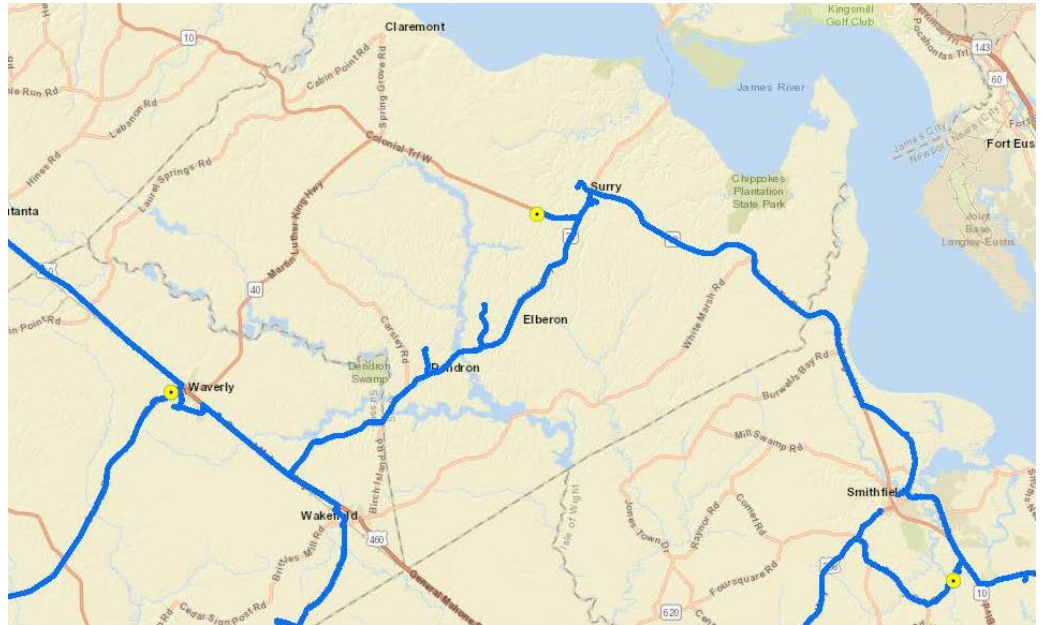 Claremont
Kingsmill
Golf Club
Pocahontas Trl
143
60
10
Cabin Point Rd
Spring Grove Rd
James River
Lebanon Rd
Colonial Trl W
James City
Newport News (City)
Fort Eus
Hines Rd
Laurel Springs Rd
Surry
Chippokes
Plantation
State Park
Martin Luther King Hwy
Joint
Base
Langley-Eustis
40
Carsley Rd
Elberon
White Marsh Rd
Dendron
Dendron
Swamp
Burwells Bay Rd
Waverly
Mill Swamp Rd
Birch Island Rd
Smithfield
Wakefield
460
Isle of Wight
Jones Town Dr
Raynor Rd
Comet Rd
Brittles Mill Rd
General Mahone
Foursquare Rd
Cedar Sign Post Rd
620
10